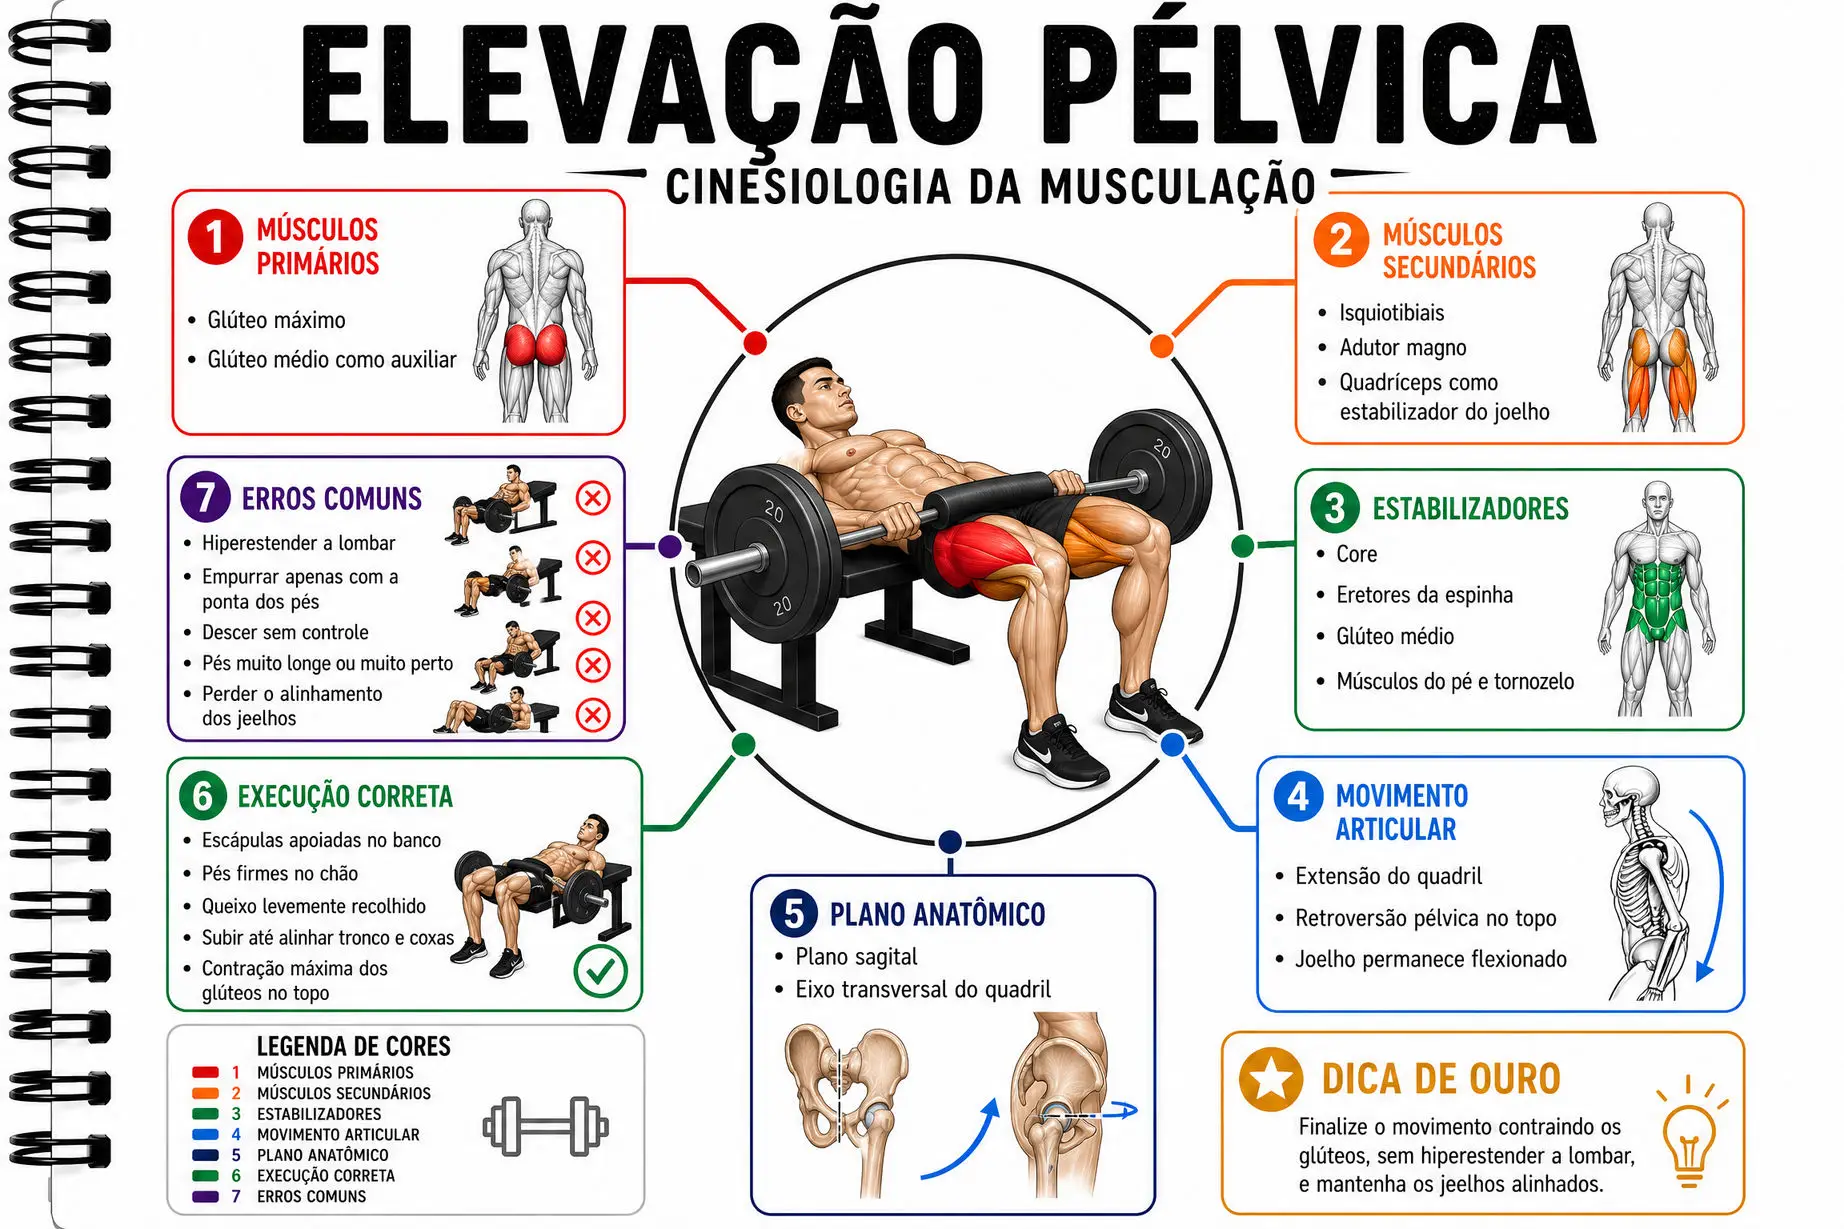 ELEVAÇÃO PÉLVICA
CINESIOLOGIA DA MUSCULAÇÃO
1 MÚSCULOS
PRIMÁRIOS
• Glúteo máximo
• Glúteo médio como auxiliar
2 MÚSCULOS
SECUNDÁRIOS
• Isquiotibiais
• Adutor magno
• Quadríceps como
estabilizador do joelho
3 ESTABILIZADORES
• Core
• Eretores da espinha
• Glúteo médio
• Músculos do pé e tornozelo
4 MOVIMENTO
ARTICULAR
• Extensão do quadril
• Retroversão pélvica no topo
• Joelho permanece flexionado
5 PLANO ANATÔMICO
• Plano sagital
• Eixo transversal do quadril
6 EXECUÇÃO CORRETA
• Escápulas apoiadas no banco
• Pés firmes no chão
• Queixo levemente recolhido
• Subir até alinhar tronco e coxas
• Contração máxima dos
glúteos no topo
7 ERROS COMUNS
• Hiperestender a lombar
• Empurrar apenas com a
ponta dos pés
• Descer sem controle
• Pés muito longe ou muito perto
• Perder o alinhamento
dos jeelhos
20
20
20
LEGENDA DE CORES
1 MÚSCULOS PRIMÁRIOS
2 MÚSCULOS SECUNDÁRIOS
3 ESTABILIZADORES
4 MOVIMENTO ARTICULAR
5 PLANO ANATÔMICO
6 EXECUÇÃO CORRETA
7 ERROS COMUNS
DICA DE OURO
Finalize o movimento contraindo os
glúteos, sem hiperestender a lombar,
e mantenha os jeelhos alinhados.